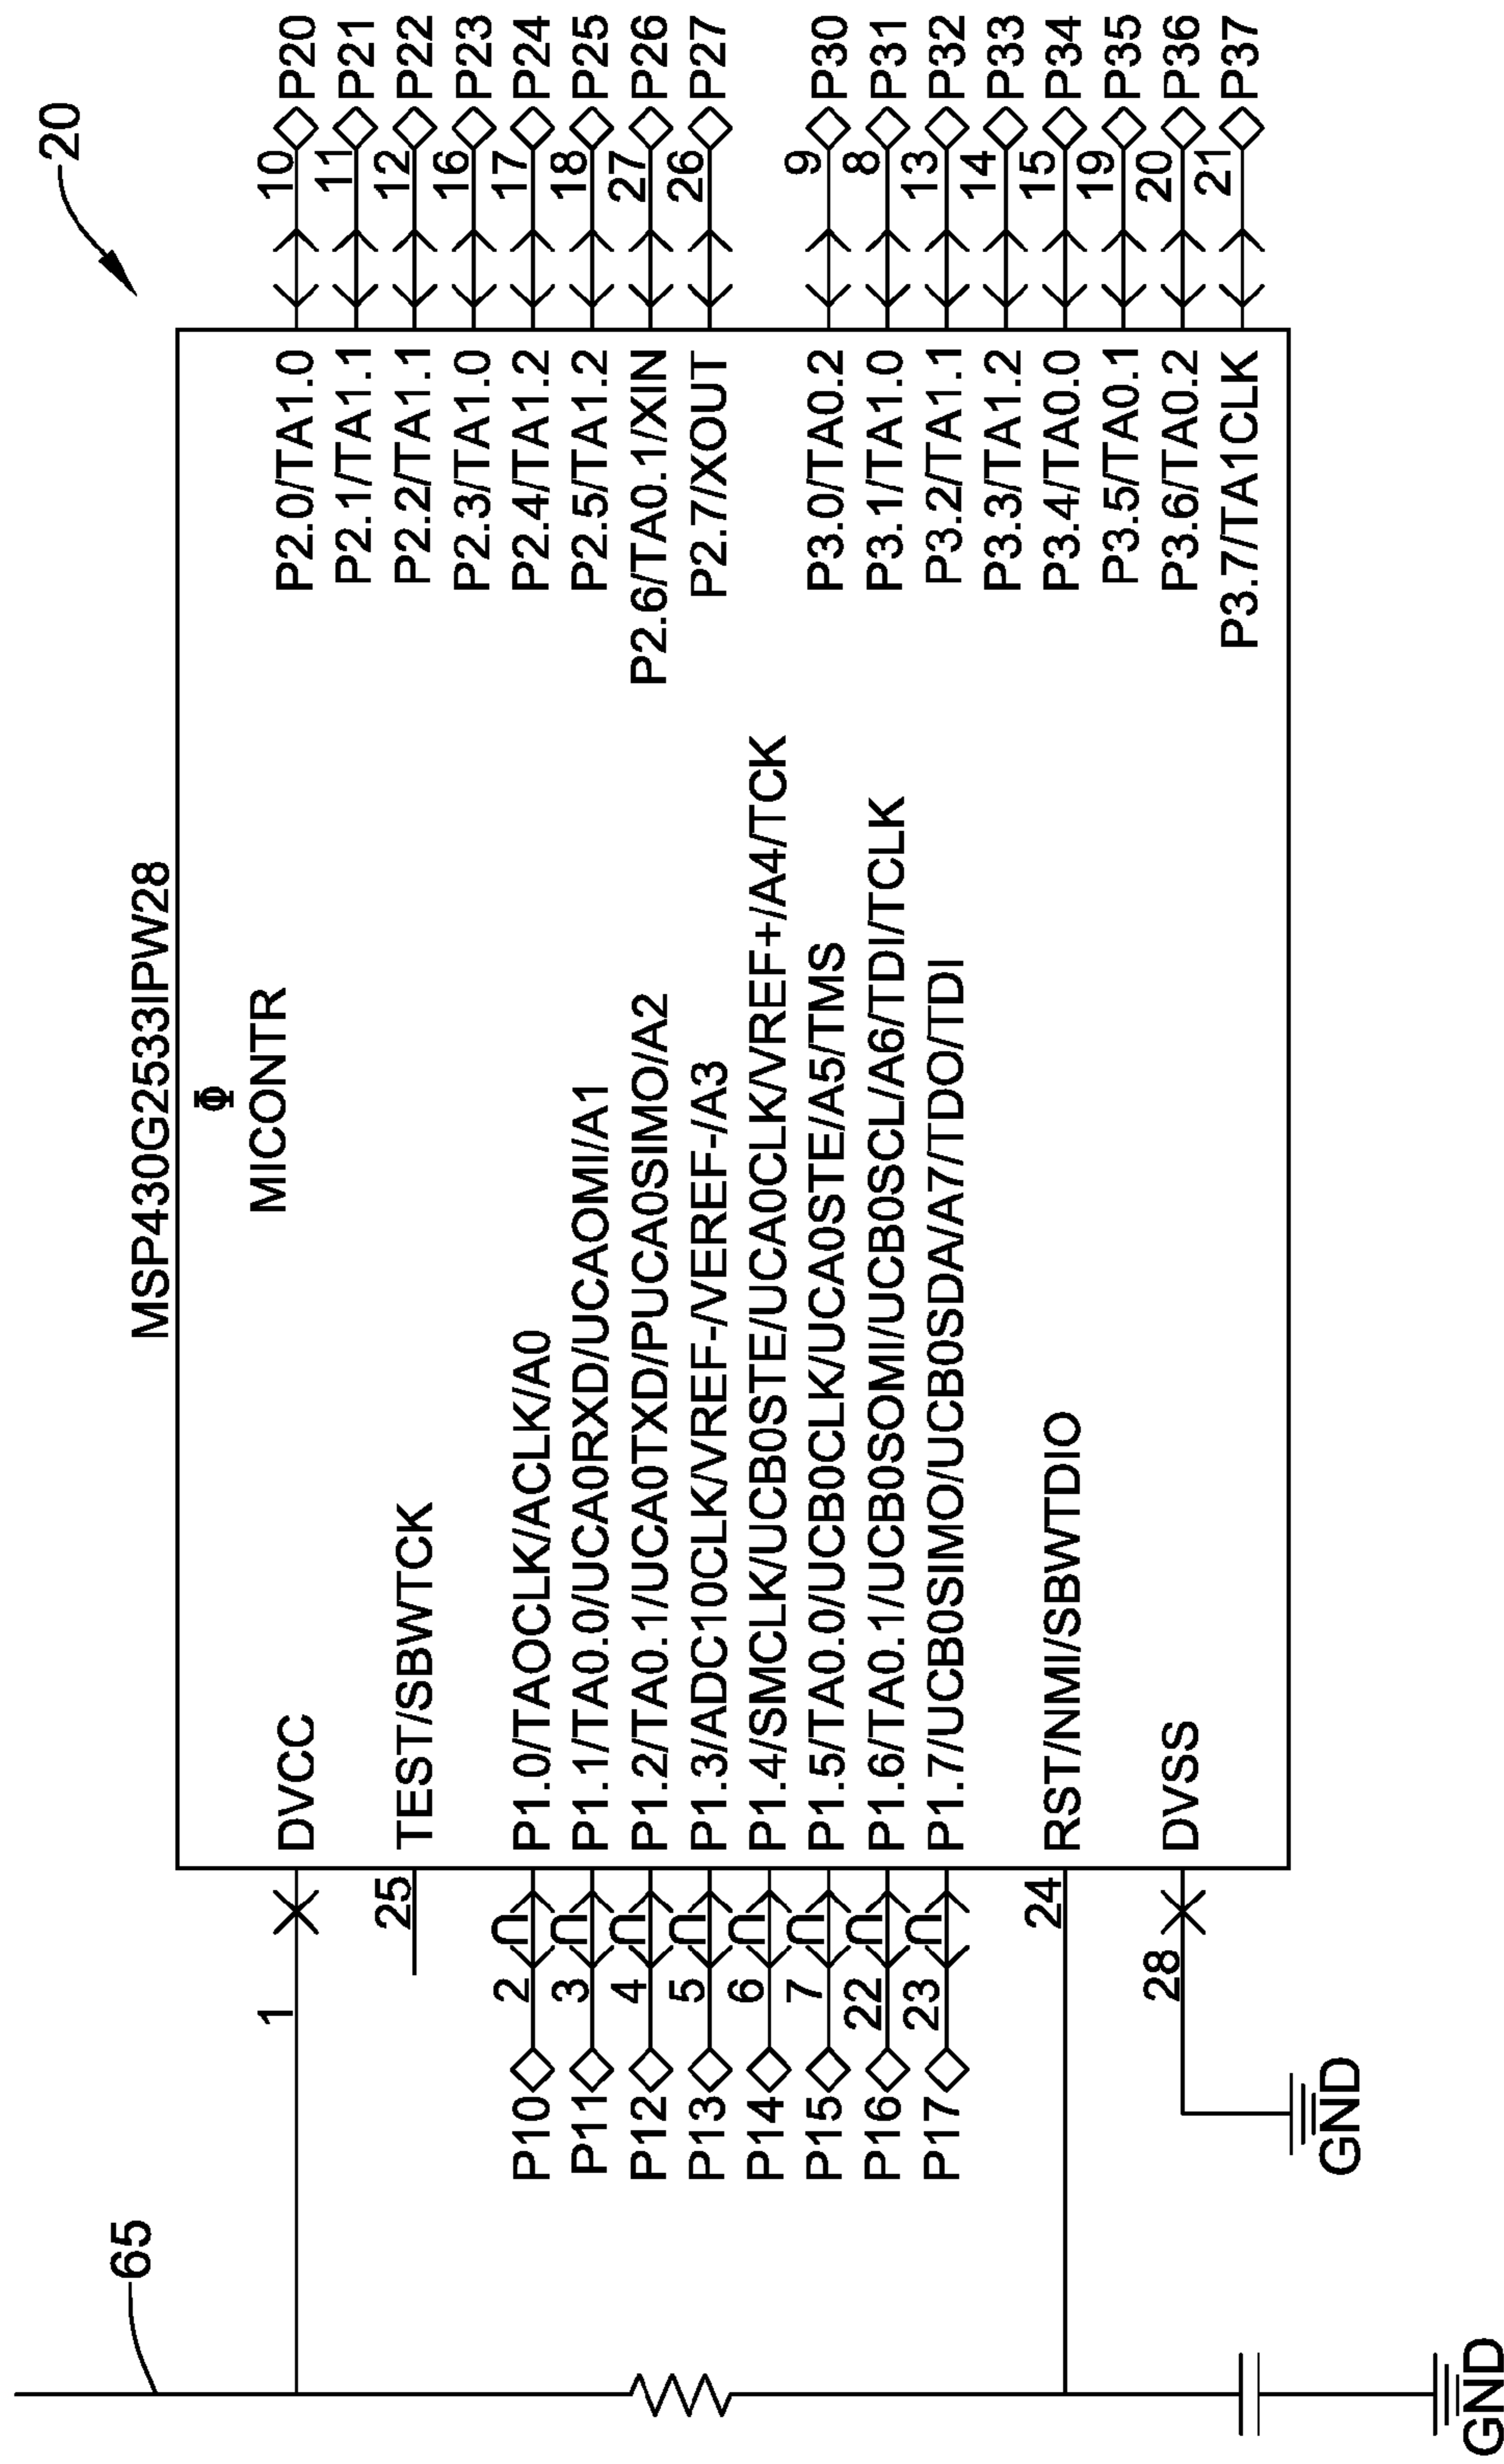 20
MSP430G2533IPW28
Φ
MICONTR
65
1 DVCC
25 TEST/SBWTCK
P10 2 P1.0/TAOCLK/ACLK/A0
P11 3 P1.1/TA0.0/UCA0RXD/UCAOMI/A1
P12 4 P1.2/TA0.1/UCA0TXD/PUCA0SIMO/A2
P13 5 P1.3/ADC10CLK/VREF-/VEREF-/A3
P14 6 P1.4/SMCLK/UCB0STE/UCA0CLK/VREF+/A4/TCK
P15 7 P1.5/TA0.0/UCB0CLK/UCA0STE/A5/TMS
P16 22 P1.6/TA0.1/UCB0SOMI/UCB0SCL/A6/TDI/TCLK
P17 23 P1.7/UCB0SIMO/UCB0SDA/A7/TDO/TDI
24 RST/NMI/SBWTDIO
28 DVSS
GND
GND
P2.0/TA1.0 10 P20
P2.1/TA1.1 11 P21
P2.2/TA1.1 12 P22
P2.3/TA1.0 16 P23
P2.4/TA1.2 17 P24
P2.5/TA1.2 18 P25
P2.6/TA0.1/XIN 27 P26
P2.7/XOUT 26 P27
P3.0/TA0.2 9 P30
P3.1/TA1.0 8 P31
P3.2/TA1.1 13 P32
P3.3/TA1.2 14 P33
P3.4/TA0.0 15 P34
P3.5/TA0.1 19 P35
P3.6/TA0.2 20 P36
P3.7/TA1CLK 21 P37